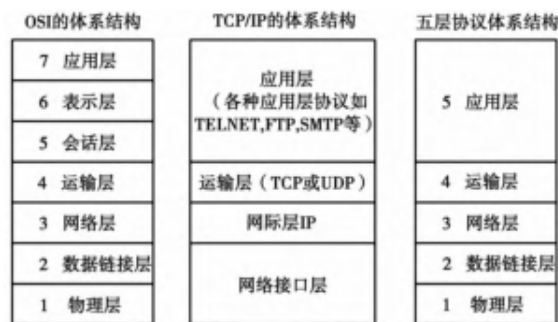 OSI的体系结构
7 应用层
6 表示层
5 会话层
4 运输层
3 网络层
2 数据链接层
1 物理层
TCP/IP的体系结构
应用层
（各种应用层协议如
TELNET,FTP,SMTP等）
运输层（TCP或UDP）
网际层IP
网络接口层
五层协议体系结构
5 应用层
4 运输层
3 网络层
2 数据链接层
1 物理层